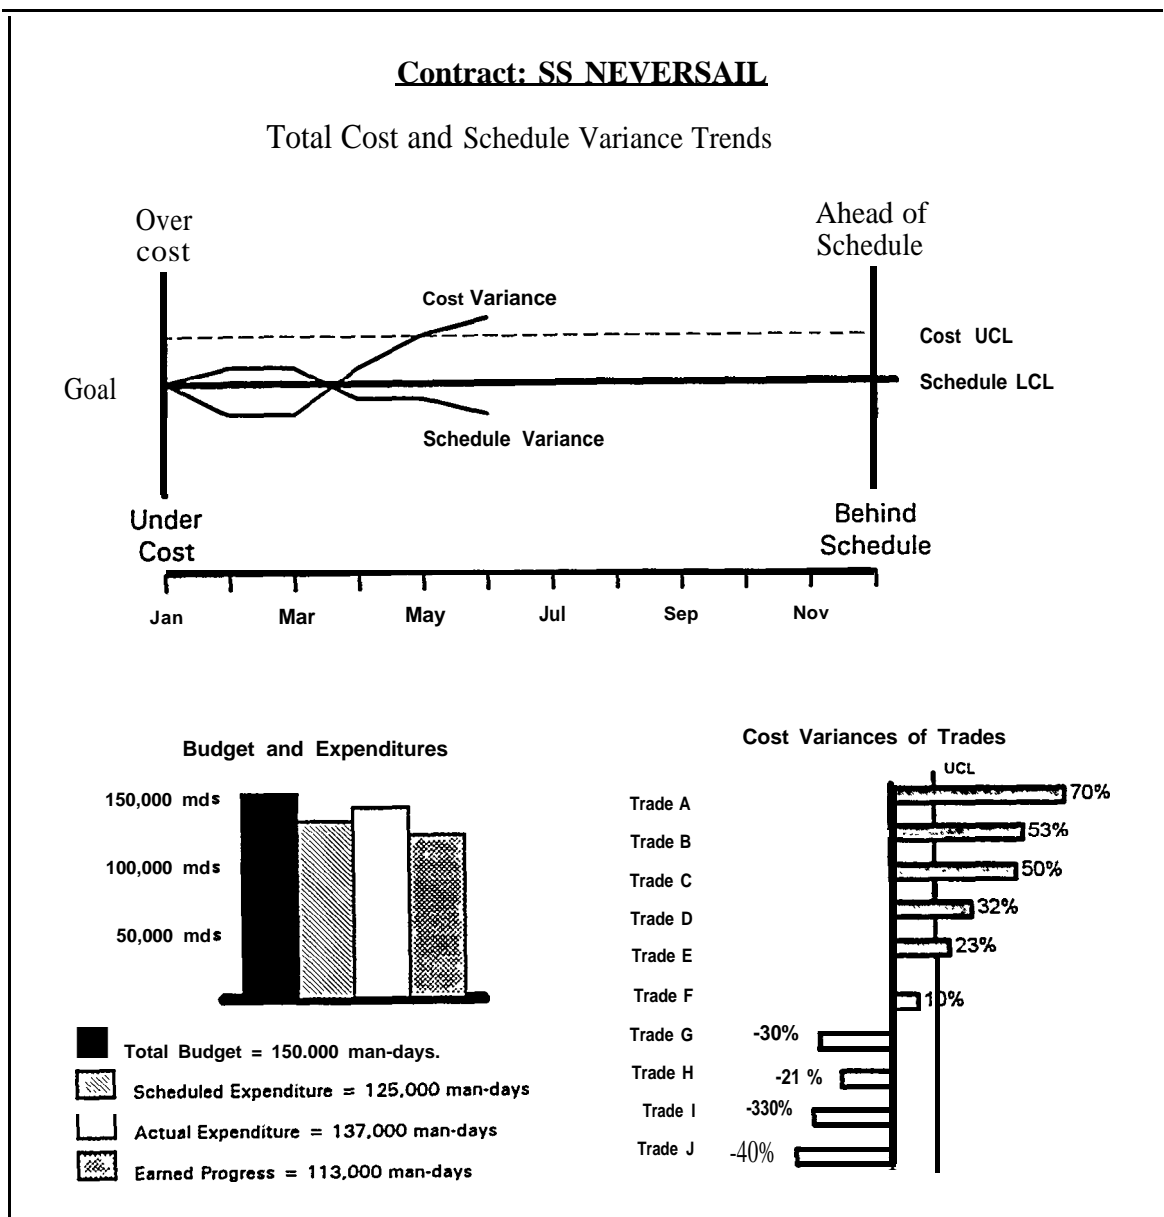 Contract: SS NEVERSAIL
Total Cost and Schedule Variance Trends
Over
cost
Ahead of
Schedule
Cost Variance
Cost UCL
Goal
Schedule LCL
Schedule Variance
Under
Cost
Behind
Schedule
Jan Mar May Jul Sep Nov
Budget and Expenditures
150,000 mds
100,000 mds
50,000 mds
Total Budget = 150.000 man-days.
Scheduled Expenditure = 125,000 man-days
Actual Expenditure = 137,000 man-days
Earned Progress = 113,000 man-days
Cost Variances of Trades
UCL
Trade A 70%
Trade B 53%
Trade C 50%
Trade D 32%
Trade E 23%
Trade F 10%
Trade G -30%
Trade H -21 %
Trade I -330%
Trade J -40%